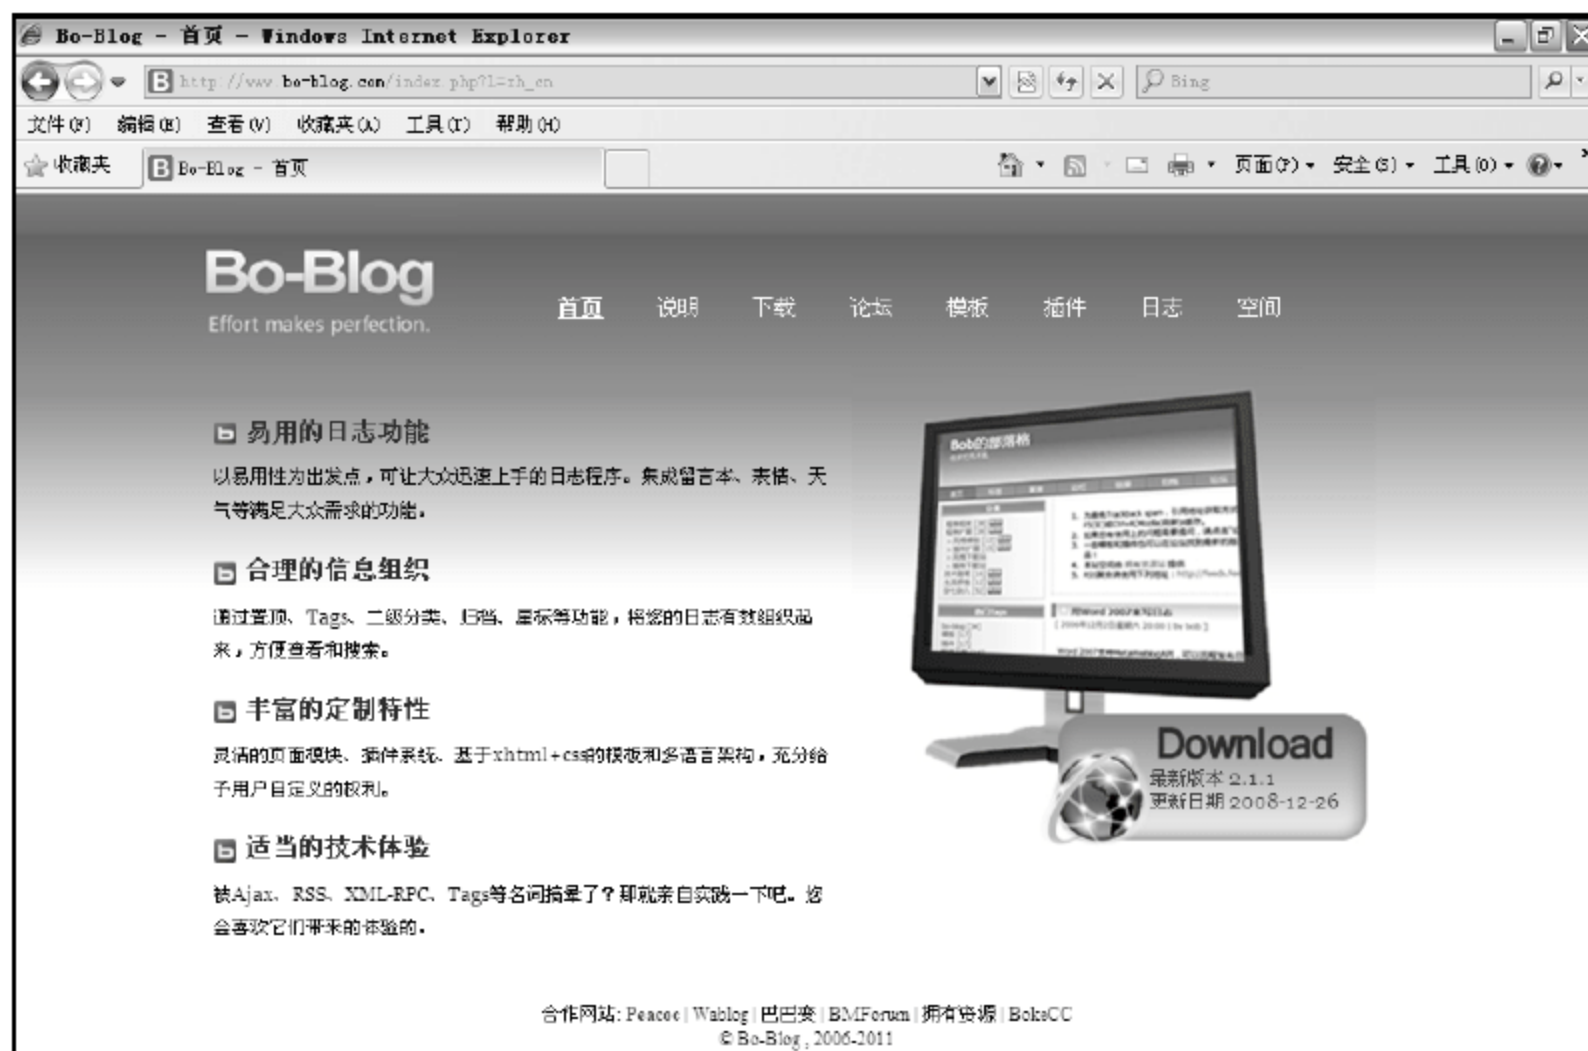 Bo-Blog - 首页 - Windows Internet Explorer
http://www.bo-blog.com/index.php?l=zh_cn
Bing
文件(F) 编辑(E) 查看(V) 收藏夹(A) 工具(T) 帮助(H)
收藏夹 Bo-Blog - 首页 页面(P) 安全(S) 工具(O)
Bo-Blog
Effort makes perfection.
首页 说明 下载 论坛 模板 插件 日志 空间
易用的日志功能
以易用性为出发点，可让大众迅速上手的日志程序。集成留言本、表情、天
气等满足大众需求的功能。
合理的信息组织
通过置顶、Tags、二级分类、归档、星标等功能，将您的日志有效组织起
来，方便查看和搜索。
丰富的定制特性
灵活的页面模块、插件系统、基于xhtml+css的模板和多语言架构，充分给
予用户自定义的权利。
适当的技术体验
被Ajax、RSS、XML-RPC、Tags等名词搞晕了？那就亲自实践一下吧。您
会喜欢它们带来的体验的。
Bob的部落格
用Word 2007来写日志
Download
最新版本 2.1.1
更新日期 2008-12-26
合作网站: Peacoc | Wablog | 巴巴变 | BMForum | 拥有资源 | BokeCC
© Bo-Blog , 2006-2011